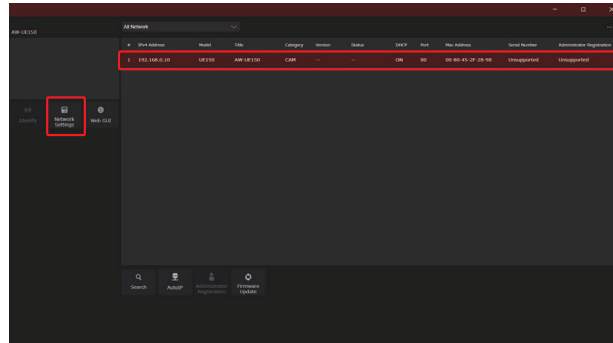 All Network
AW-UE150
# IPv4 Address Model Title Category Version Status DHCP Port Mac Address Serial Number Administrator Registration
1 192.168.0.10 UE150 AW-UE150 CAM -- -- ON 80 00-80-45-2F-28-98 Unsupported Unsupported
Identify
Network Settings
Web GUI
Search
AutoIP
Administrator Registration
Firmware Update